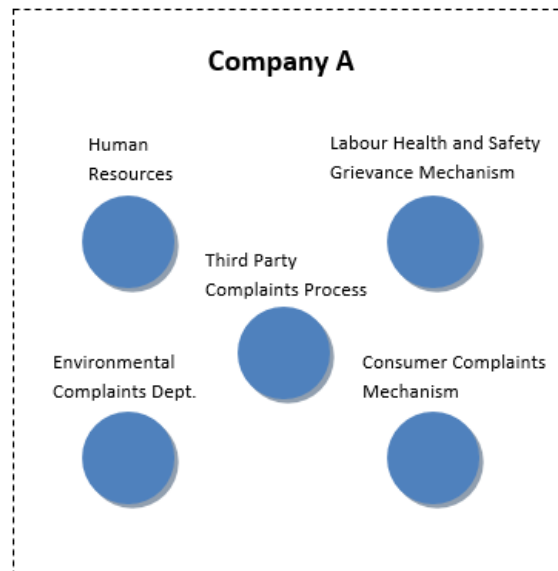 Company A
Human
Resources
Labour Health and Safety
Grievance Mechanism
Third Party
Complaints Process
Environmental
Complaints Dept.
Consumer Complaints
Mechanism